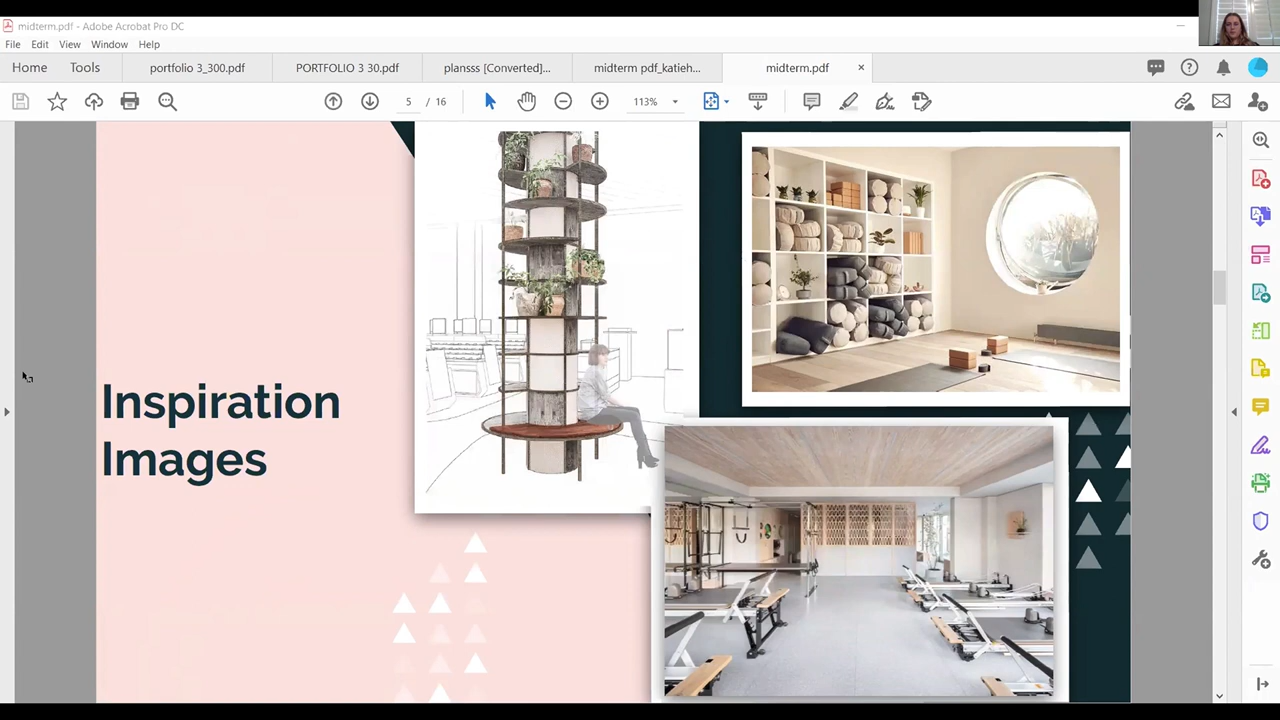 midterm.pdf - Adobe Acrobat Pro DC
File Edit View Window Help
Home Tools portfolio 3_300.pdf PORTFOLIO 3 30.pdf plansss [Converted]... midterm pdf_katieh... midterm.pdf ×
5 / 16 113%
Inspiration
Images